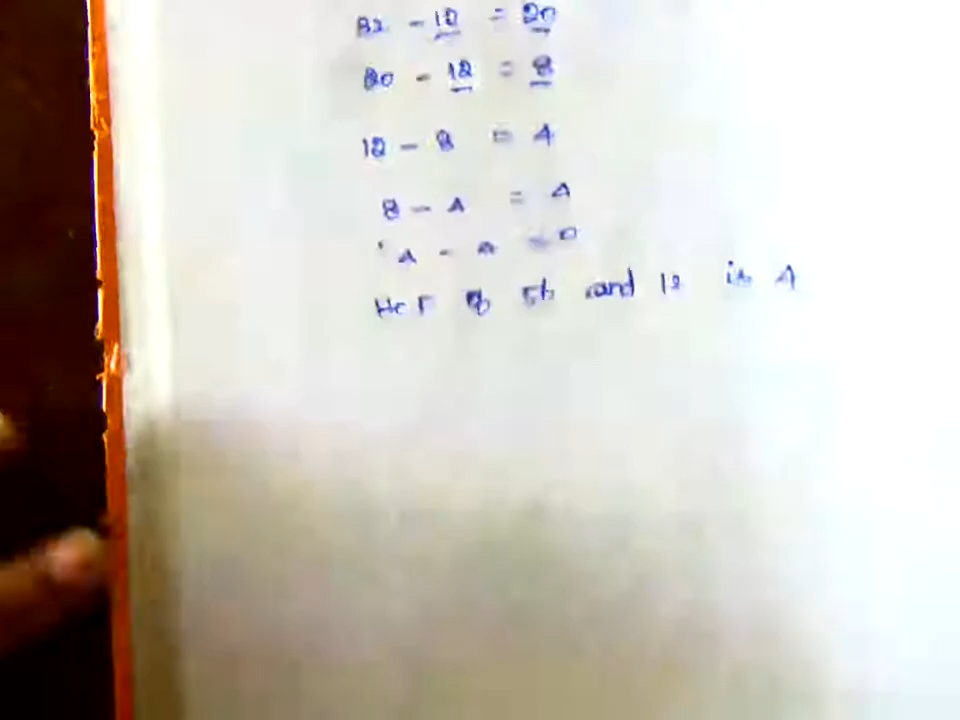 32 - 12 = 20
20 - 12 = 8
12 - 8 = 4
8 - 4 = 4
4 - 4 = 0
HCF of 56 and 12 is 4